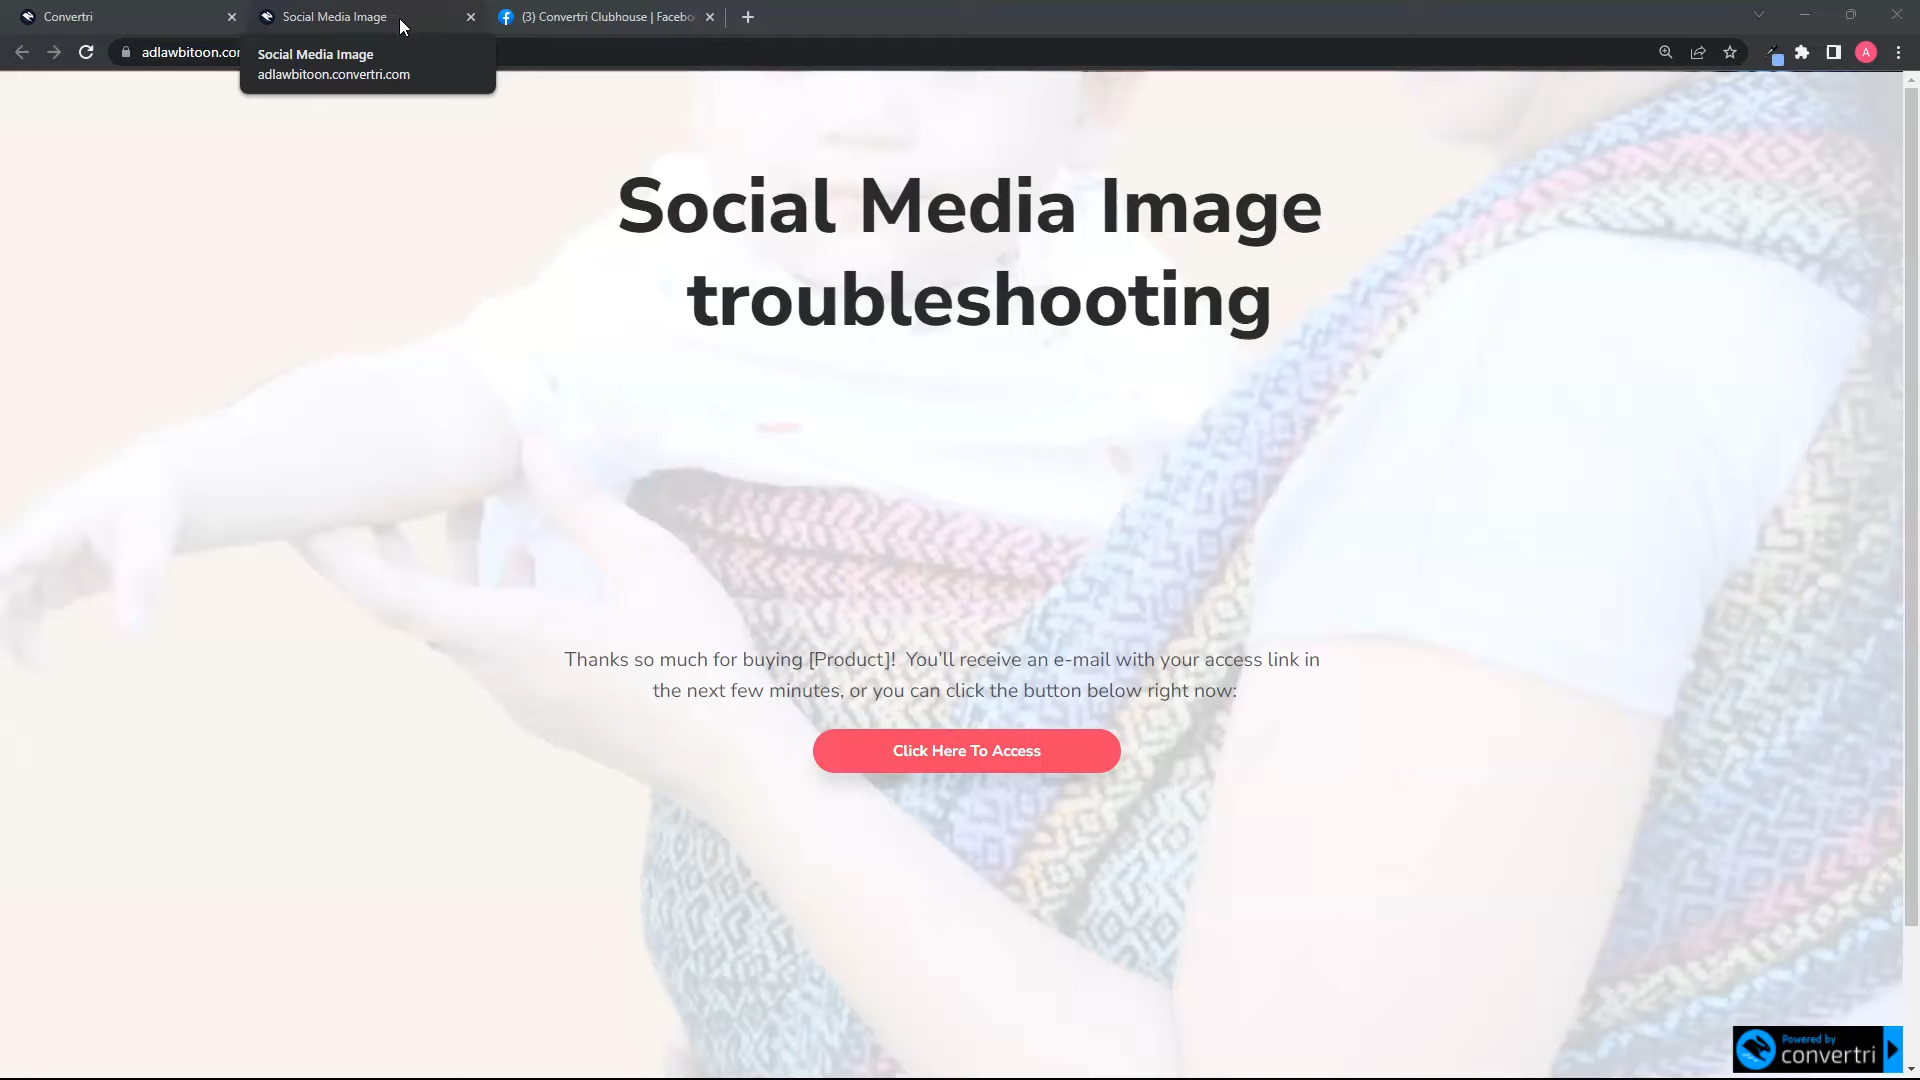 Convertri
Social Media Image
(3) Convertri Clubhouse | Facebo
adlawbitoon.co
A
Social Media Image
adlawbitoon.convertri.com
Social Media Image
troubleshooting
Thanks so much for buying [Product]! You'll receive an e-mail with your access link in
the next few minutes, or you can click the button below right now:
Click Here To Access
Powered by
convertri